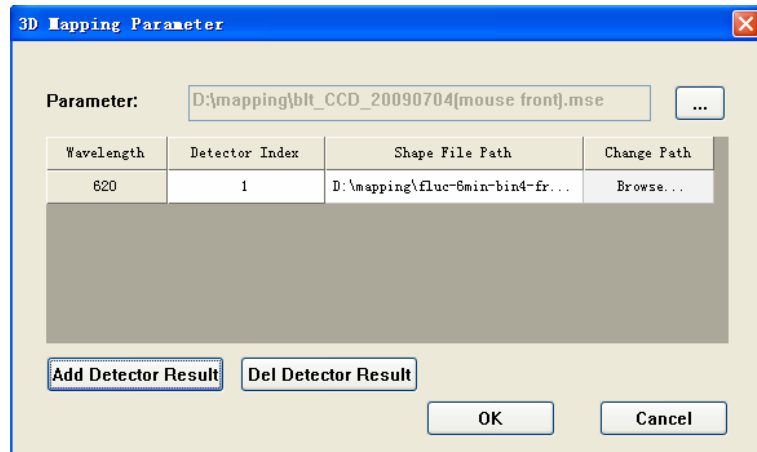 3D Mapping Parameter
Parameter: D:\mapping\blt_CCD_20090704(mouse front).mse ...
Wavelength Detector Index Shape File Path Change Path
620 1 D:\mapping\fluc-6min-bin4-fr... Browse...
Add Detector Result Del Detector Result
OK Cancel